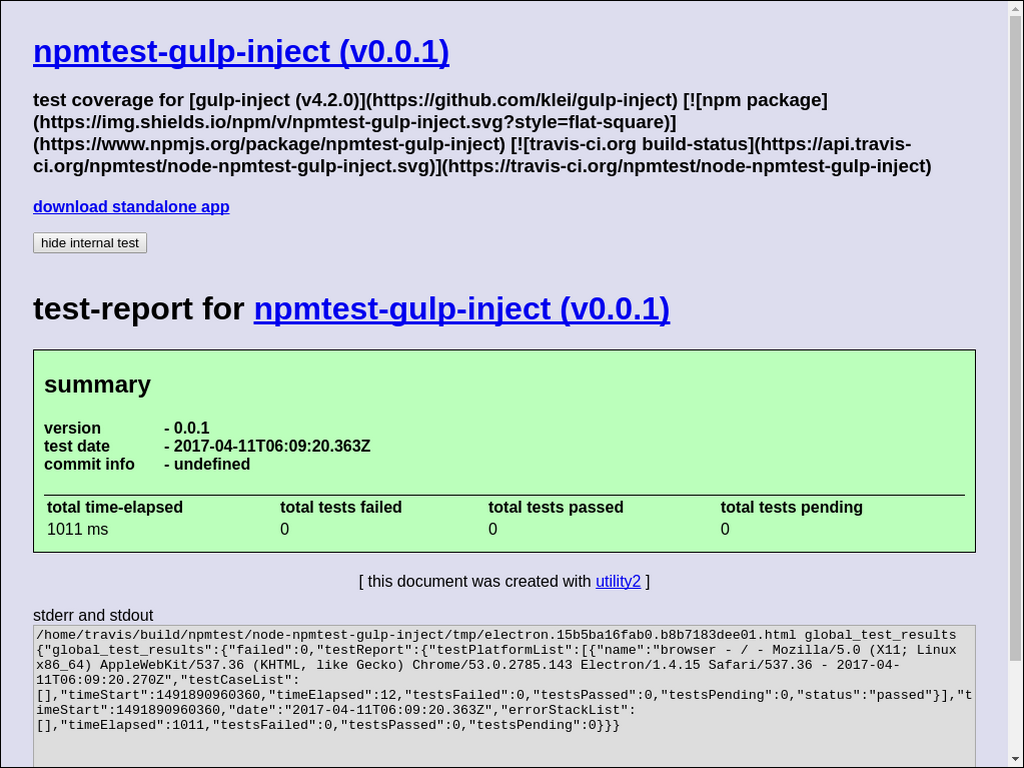 npmtest-gulp-inject (v0.0.1)
test coverage for [gulp-inject (v4.2.0)](https://github.com/klei/gulp-inject) [![npm package]
(https://img.shields.io/npm/v/npmtest-gulp-inject.svg?style=flat-square)]
(https://www.npmjs.org/package/npmtest-gulp-inject) [![travis-ci.org build-status](https://api.travis-
ci.org/npmtest/node-npmtest-gulp-inject.svg)](https://travis-ci.org/npmtest/node-npmtest-gulp-inject)
download standalone app
hide internal test
test-report for npmtest-gulp-inject (v0.0.1)
summary
version - 0.0.1
test date - 2017-04-11T06:09:20.363Z
commit info - undefined
total time-elapsed total tests failed total tests passed total tests pending
1011 ms 0 0 0
[ this document was created with utility2 ]
stderr and stdout
/home/travis/build/npmtest/node-npmtest-gulp-inject/tmp/electron.15b5ba16fab0.b8b7183dee01.html global_test_results
{"global_test_results":{"failed":0,"testReport":{"testPlatformList":[{"name":"browser - / - Mozilla/5.0 (X11; Linux
x86_64) AppleWebKit/537.36 (KHTML, like Gecko) Chrome/53.0.2785.143 Electron/1.4.15 Safari/537.36 - 2017-04-
11T06:09:20.270Z","testCaseList":
[],"timeStart":1491890960360,"timeElapsed":12,"testsFailed":0,"testsPassed":0,"testsPending":0,"status":"passed"}],"t
imeStart":1491890960360,"date":"2017-04-11T06:09:20.363Z","errorStackList":
[],"timeElapsed":1011,"testsFailed":0,"testsPassed":0,"testsPending":0}}}